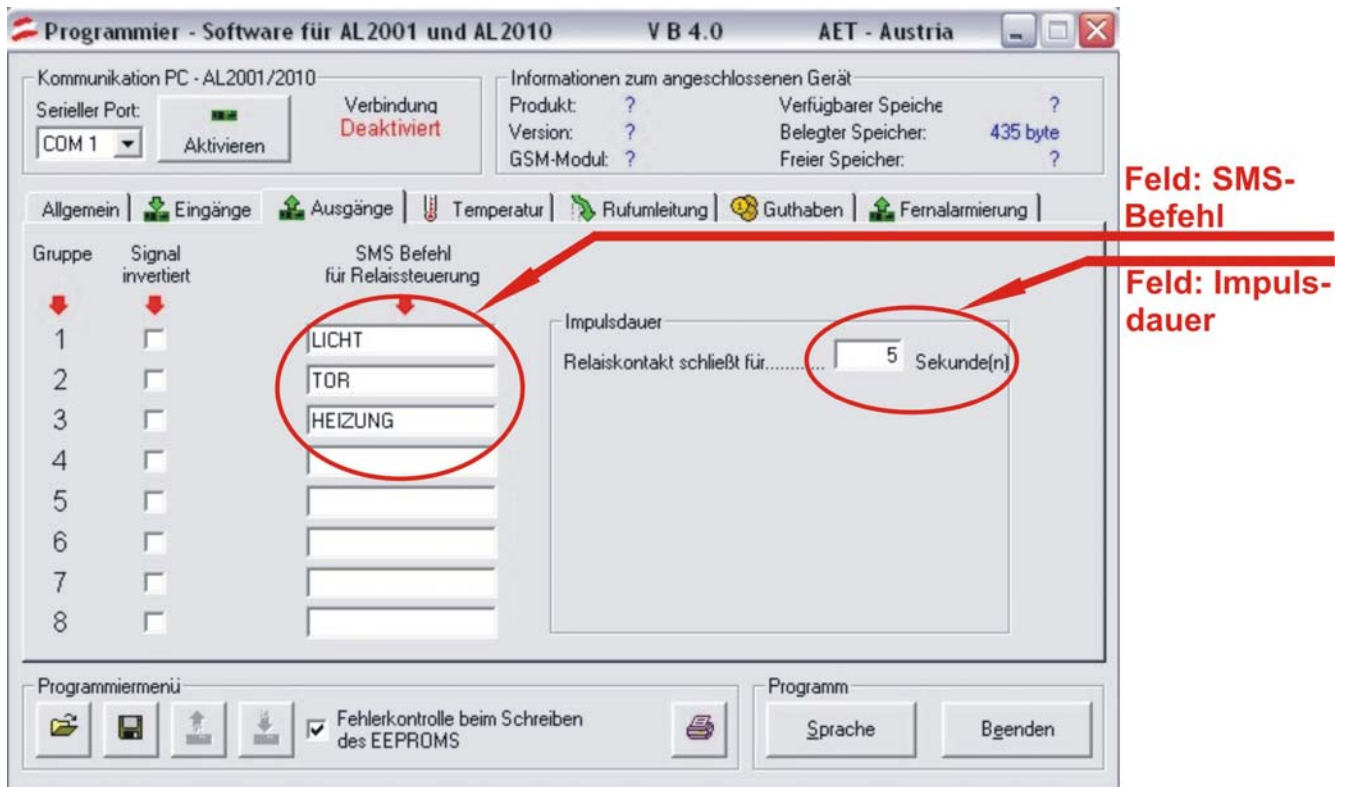 Programmier - Software für AL2001 und AL2010 V B 4.0 AET - Austria
Kommunikation PC - AL2001/2010
Serieller Port:
COM 1
Aktivieren
Verbindung
Deaktiviert
Informationen zum angeschlossenen Gerät
Produkt: ?
Version: ?
GSM-Modul: ?
Verfügbarer Speiche ?
Belegter Speicher: 435 byte
Freier Speicher: ?
Feld: SMS-
Befehl
Feld: Impuls-
dauer
Allgemein Eingänge Ausgänge Temperatur Rufumleitung Guthaben Fernalarmierung
Gruppe
Signal
invertiert
SMS Befehl
für Relaissteuerung
1 LICHT
2 TOR
3 HEIZUNG
4
5
6
7
8
Impulsdauer
Relaiskontakt schließt für............ 5 Sekunde(n)
Programmiermenü
Fehlerkontrolle beim Schreiben
des EEPROMS
Programm
Sprache
Beenden